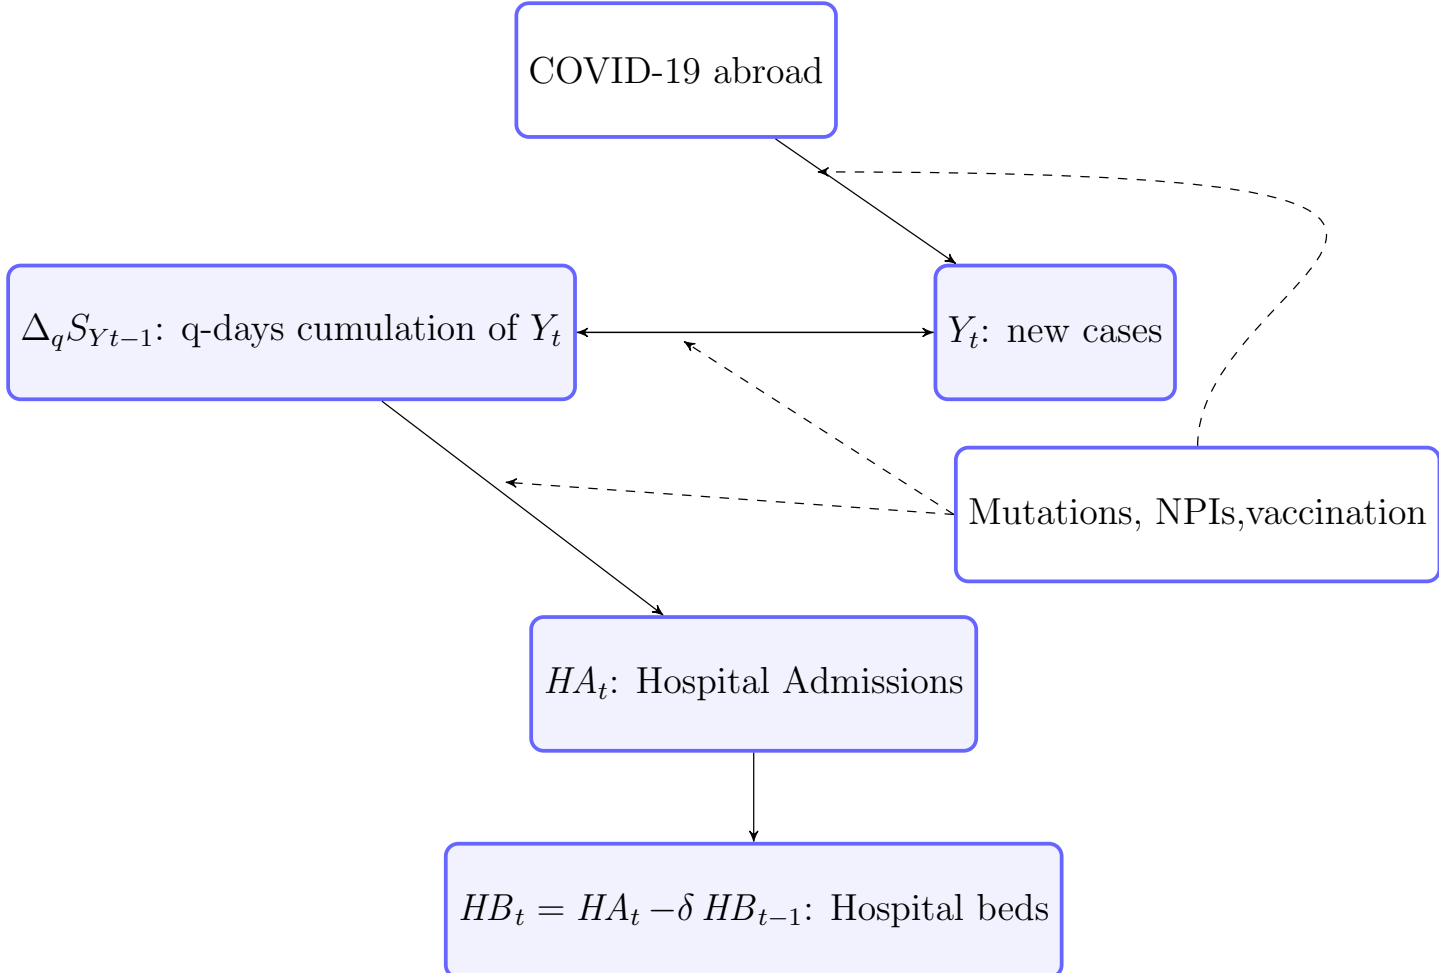 COVID-19 abroad
Δ_qS_{Yt−1}: q-days cumulation of Y_t
Y_t: new cases
Mutations, NPIs,vaccination
HA_t: Hospital Admissions
HB_t = HA_t −δ HB_{t−1}: Hospital beds